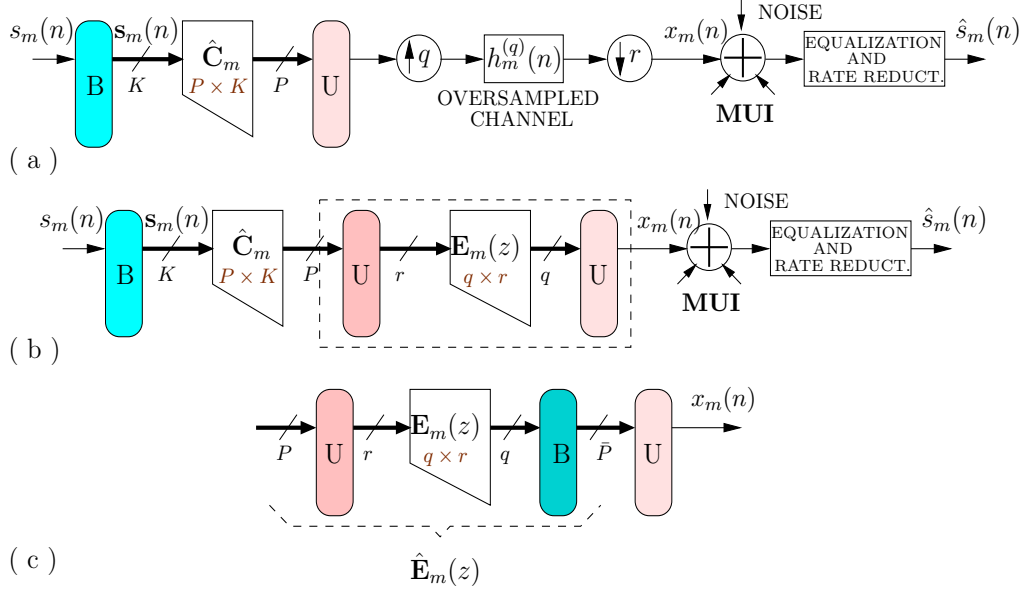 s_m(n) B 𝐬_m(n) K Ĉ_m P × K P U q h_m^{(q)}(n) r x_m(n) NOISE ŝ_m(n)
OVERSAMPLED
CHANNEL
MUI
EQUALIZATION
AND
RATE REDUCT.
( a )
s_m(n) B 𝐬_m(n) K Ĉ_m P × K P U r E_m(z) q × r q U x_m(n) NOISE ŝ_m(n)
MUI
EQUALIZATION
AND
RATE REDUCT.
( b )
P U r E_m(z) q × r q B P̄ U x_m(n)
Ê_m(z)
( c )